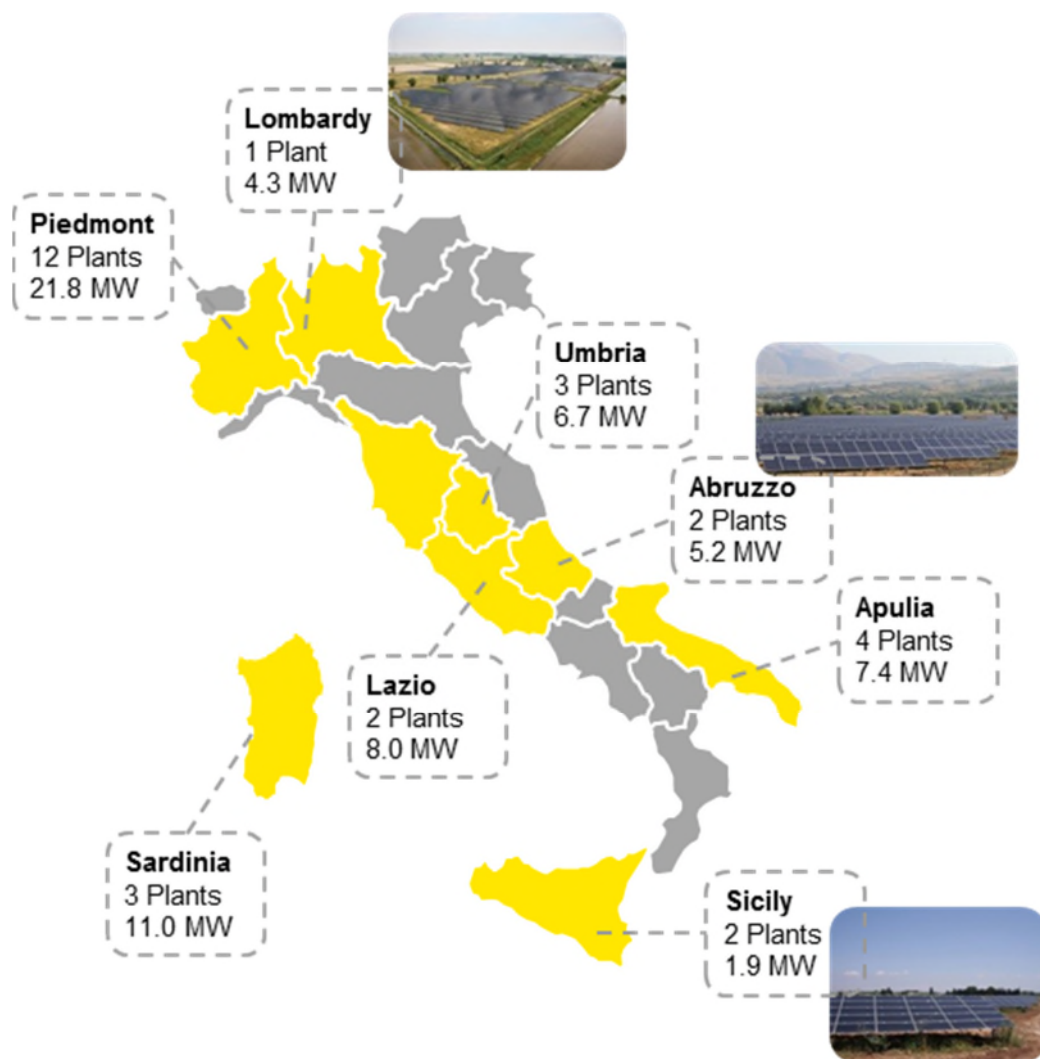 Lombardy
1 Plant
4.3 MW
Piedmont
12 Plants
21.8 MW
Umbria
3 Plants
6.7 MW
Abruzzo
2 Plants
5.2 MW
Apulia
4 Plants
7.4 MW
Lazio
2 Plants
8.0 MW
Sardinia
3 Plants
11.0 MW
Sicily
2 Plants
1.9 MW